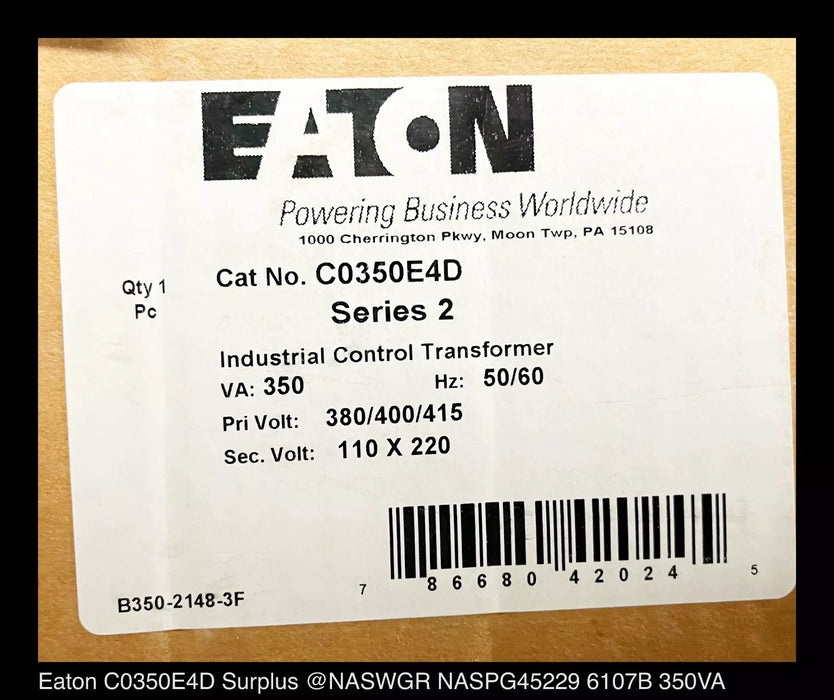 EATON
Powering Business Worldwide
1000 Cherrington Pkwy, Moon Twp, PA 15108
Qty 1
Pc
Cat No. C0350E4D
Series 2
Industrial Control Transformer
VA: 350 Hz: 50/60
Pri Volt: 380/400/415
Sec. Volt: 110 X 220
7 86680 42024 5
B350-2148-3F
Eaton C0350E4D Surplus @NASWGR NASPG45229 6107B 350VA